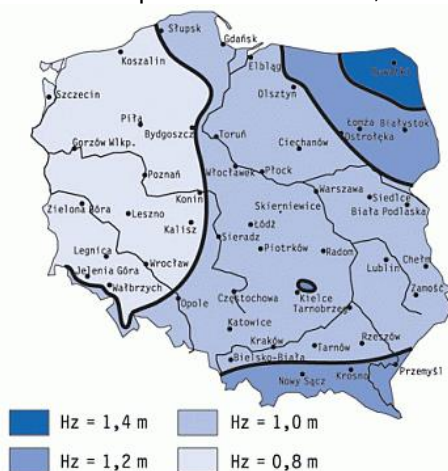 Słupsk
Gdańsk
Koszalin
Elbląg
Suwałki
Olsztyn
Szczecin
Piła
Bydgoszcz
Toruń
Łomża
Białystok
Ostrołęka
Gorzów Wlkp.
Ciechanów
Włocławek
Płock
Poznań
Konin
Warszawa
Siedlce
Biała Podlaska
Zielona Góra
Leszno
Skierniewice
Kalisz
Łódź
Sieradz
Piotrków
Radom
Legnica
Lublin
Chełm
Jelenia Góra
Wrocław
Zamość
Wałbrzych
Opole
Częstochowa
Kielce
Tarnobrzeg
Katowice
Kraków
Tarnów
Rzeszów
Bielsko-Biała
Nowy Sącz
Krosno
Przemyśl
Hz = 1,4 m
Hz = 1,0 m
Hz = 1,2 m
Hz = 0,8 m